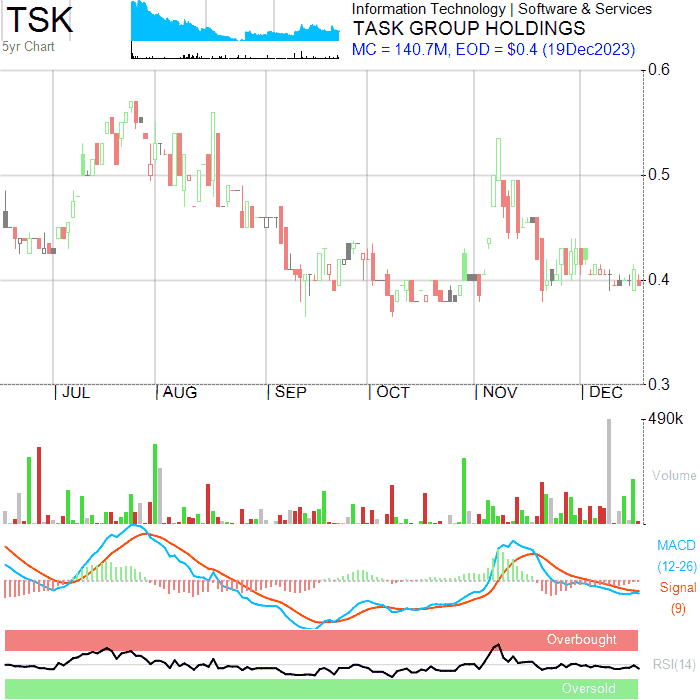 TSK
5yr Chart
Information Technology | Software & Services
TASK GROUP HOLDINGS
MC = 140.7M, EOD = $0.4 (19Dec2023)
0.6
0.5
0.4
0.3
JUL AUG SEP OCT NOV DEC
490k
Volume
MACD
(12-26)
Signal
(9)
Overbought
RSI(14)
Oversold